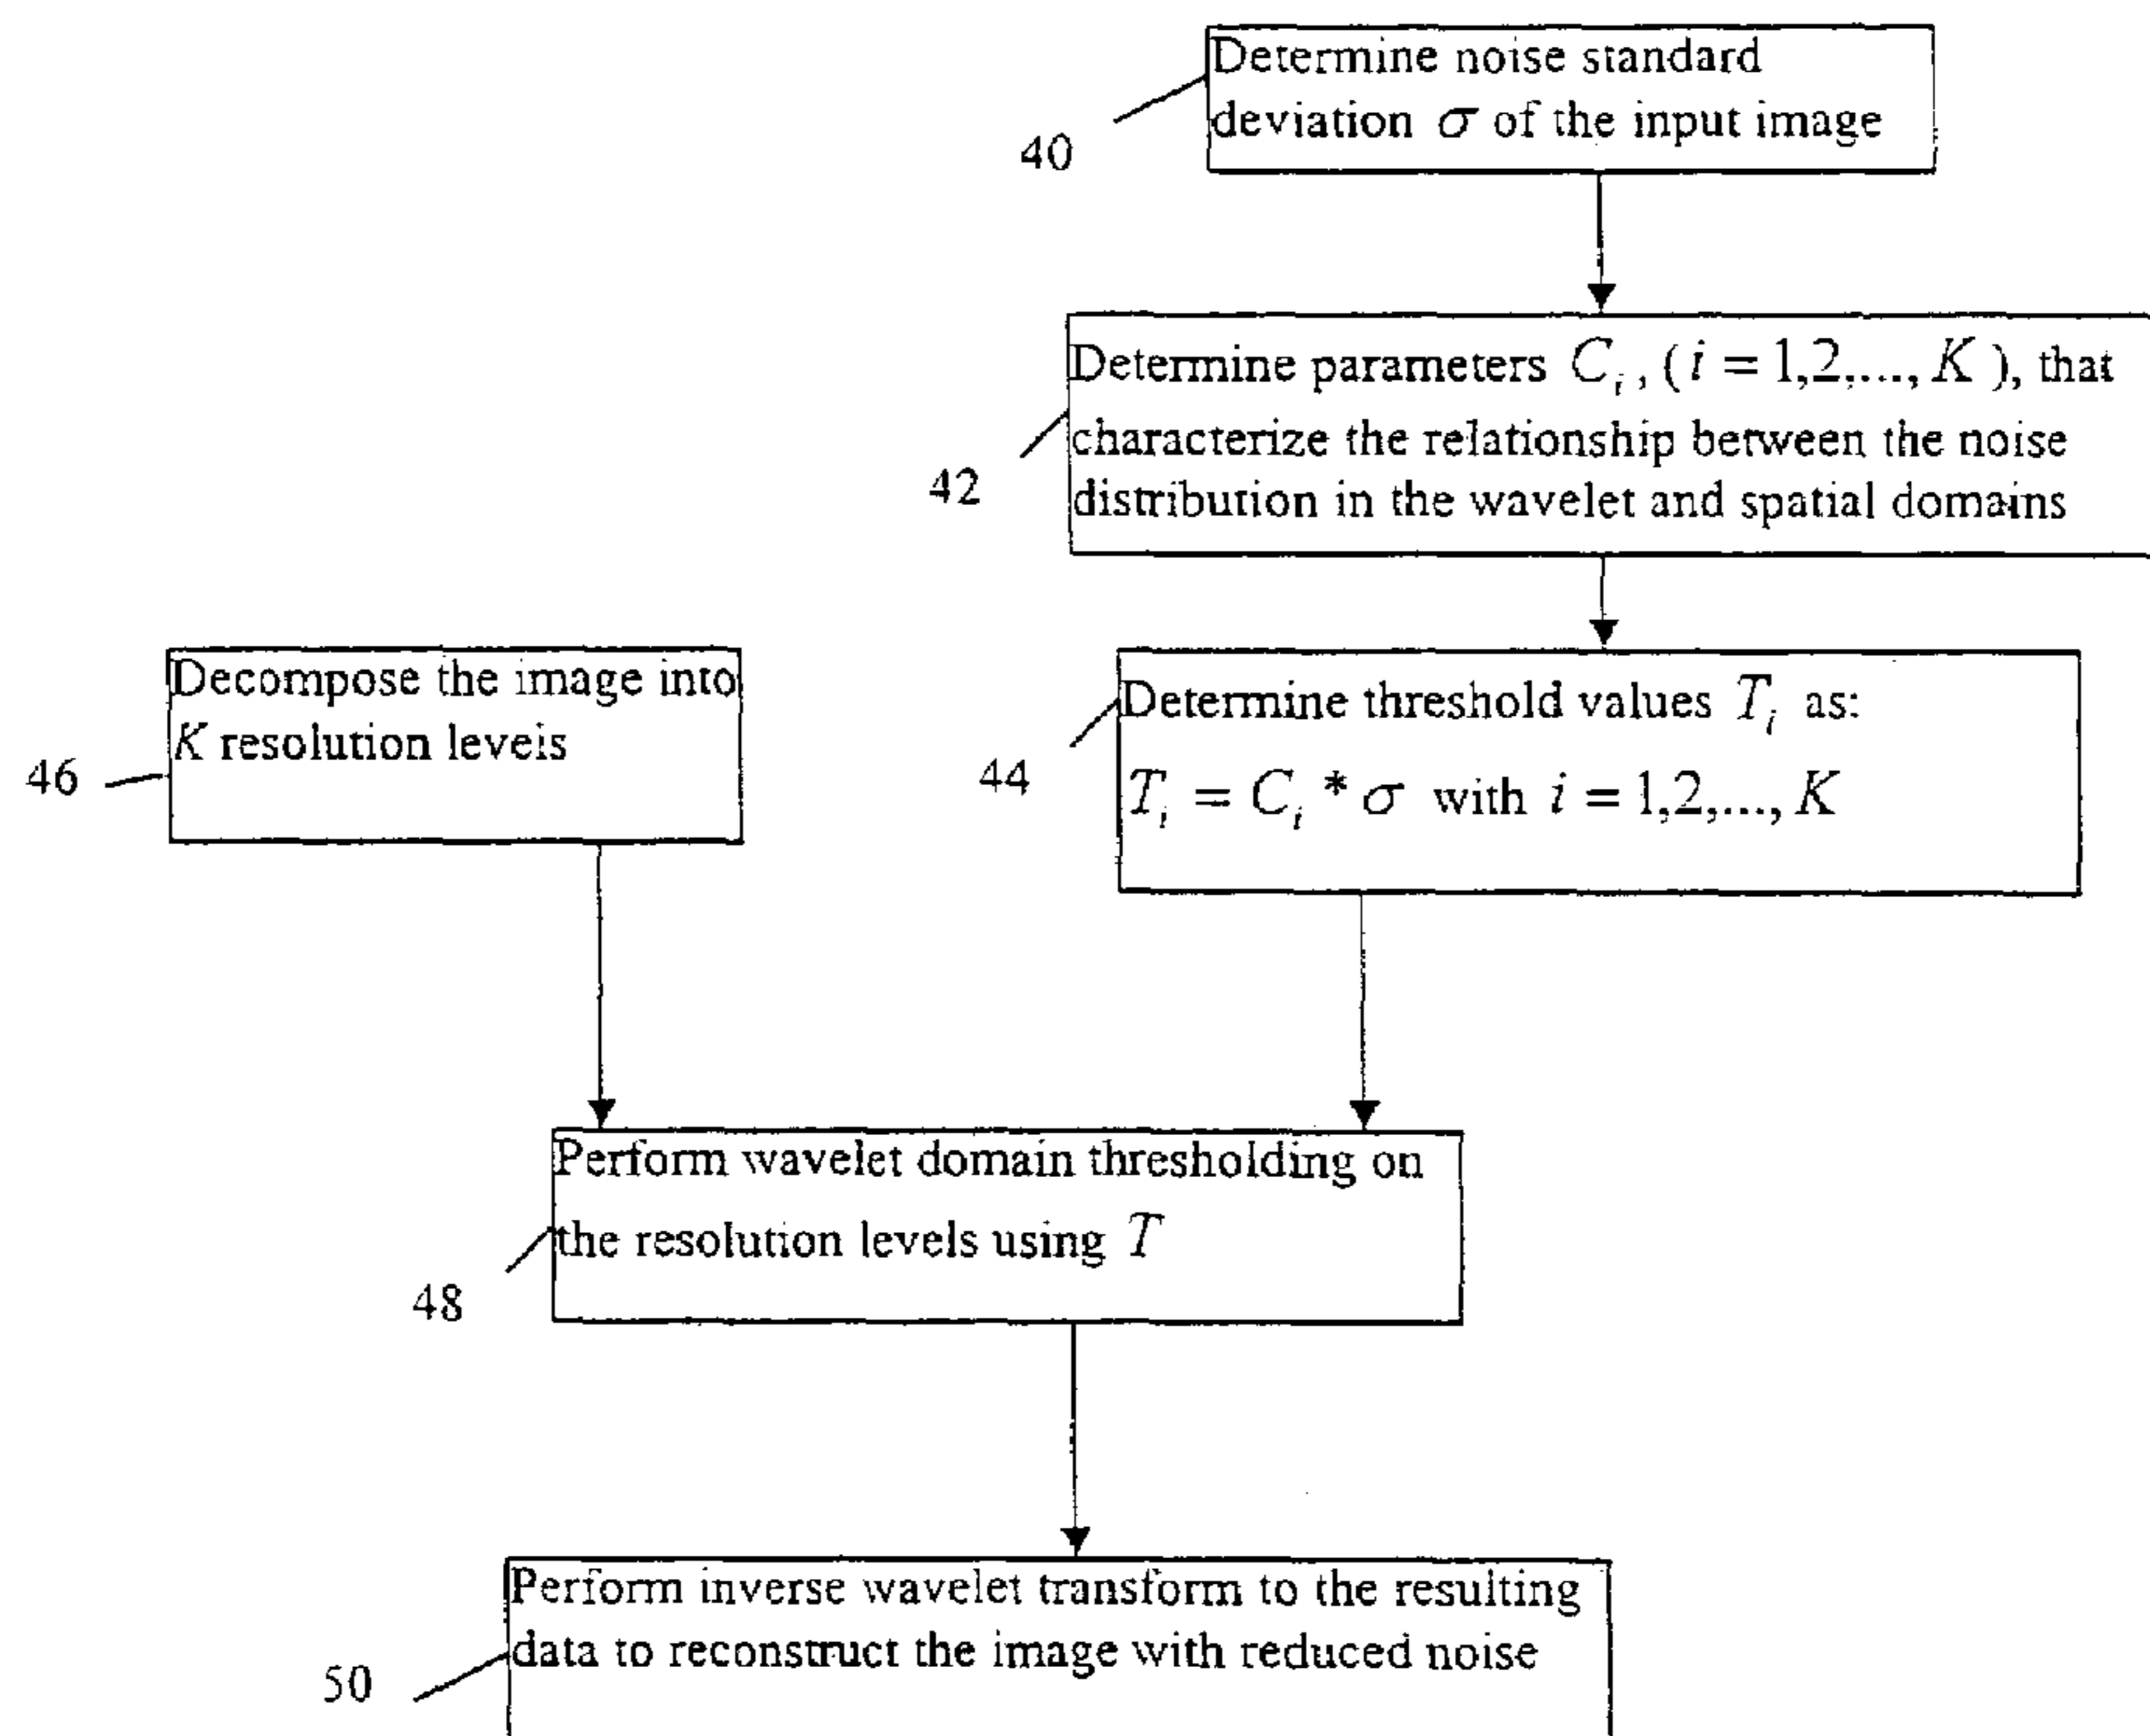 Determine noise standard
deviation σ of the input image
40
Determine parameters C_i, (i = 1,2,..., K), that
characterize the relationship between the noise
distribution in the wavelet and spatial domains
42
Decompose the image into
K resolution levels
46
Determine threshold values T_i as:
T_i = C_i * σ with i = 1,2,..., K
44
Perform wavelet domain thresholding on
the resolution levels using T
48
Perform inverse wavelet transform to the resulting
data to reconstruct the image with reduced noise
50